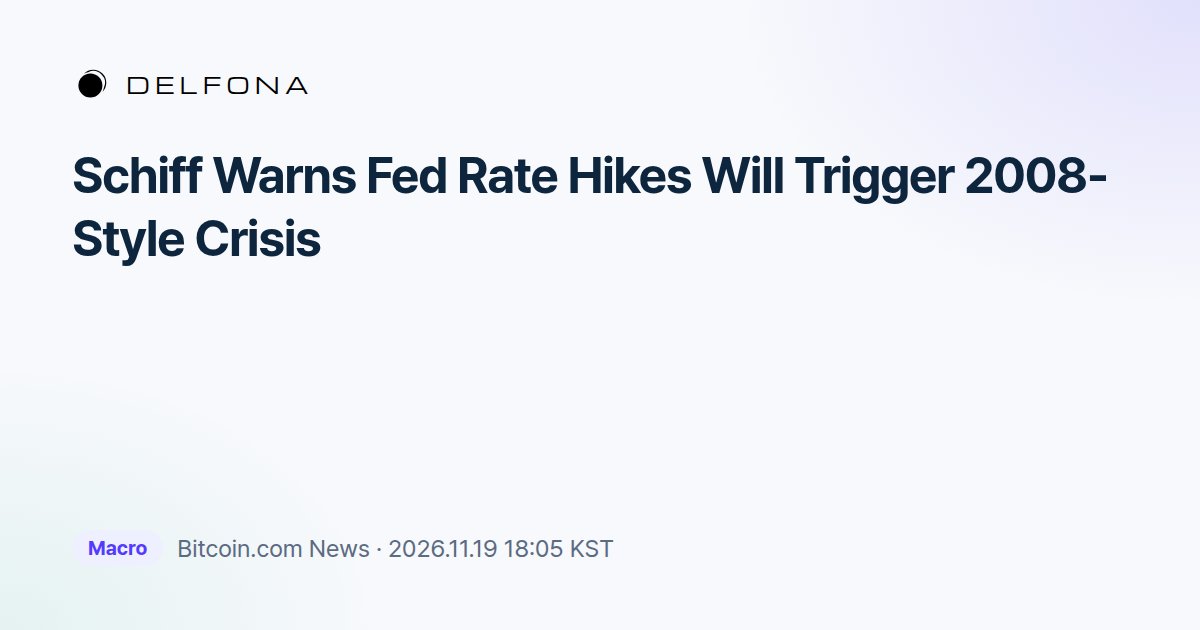 DELFONA
Schiff Warns Fed Rate Hikes Will Trigger 2008-
Style Crisis
Macro Bitcoin.com News · 2026.11.19 18:05 KST